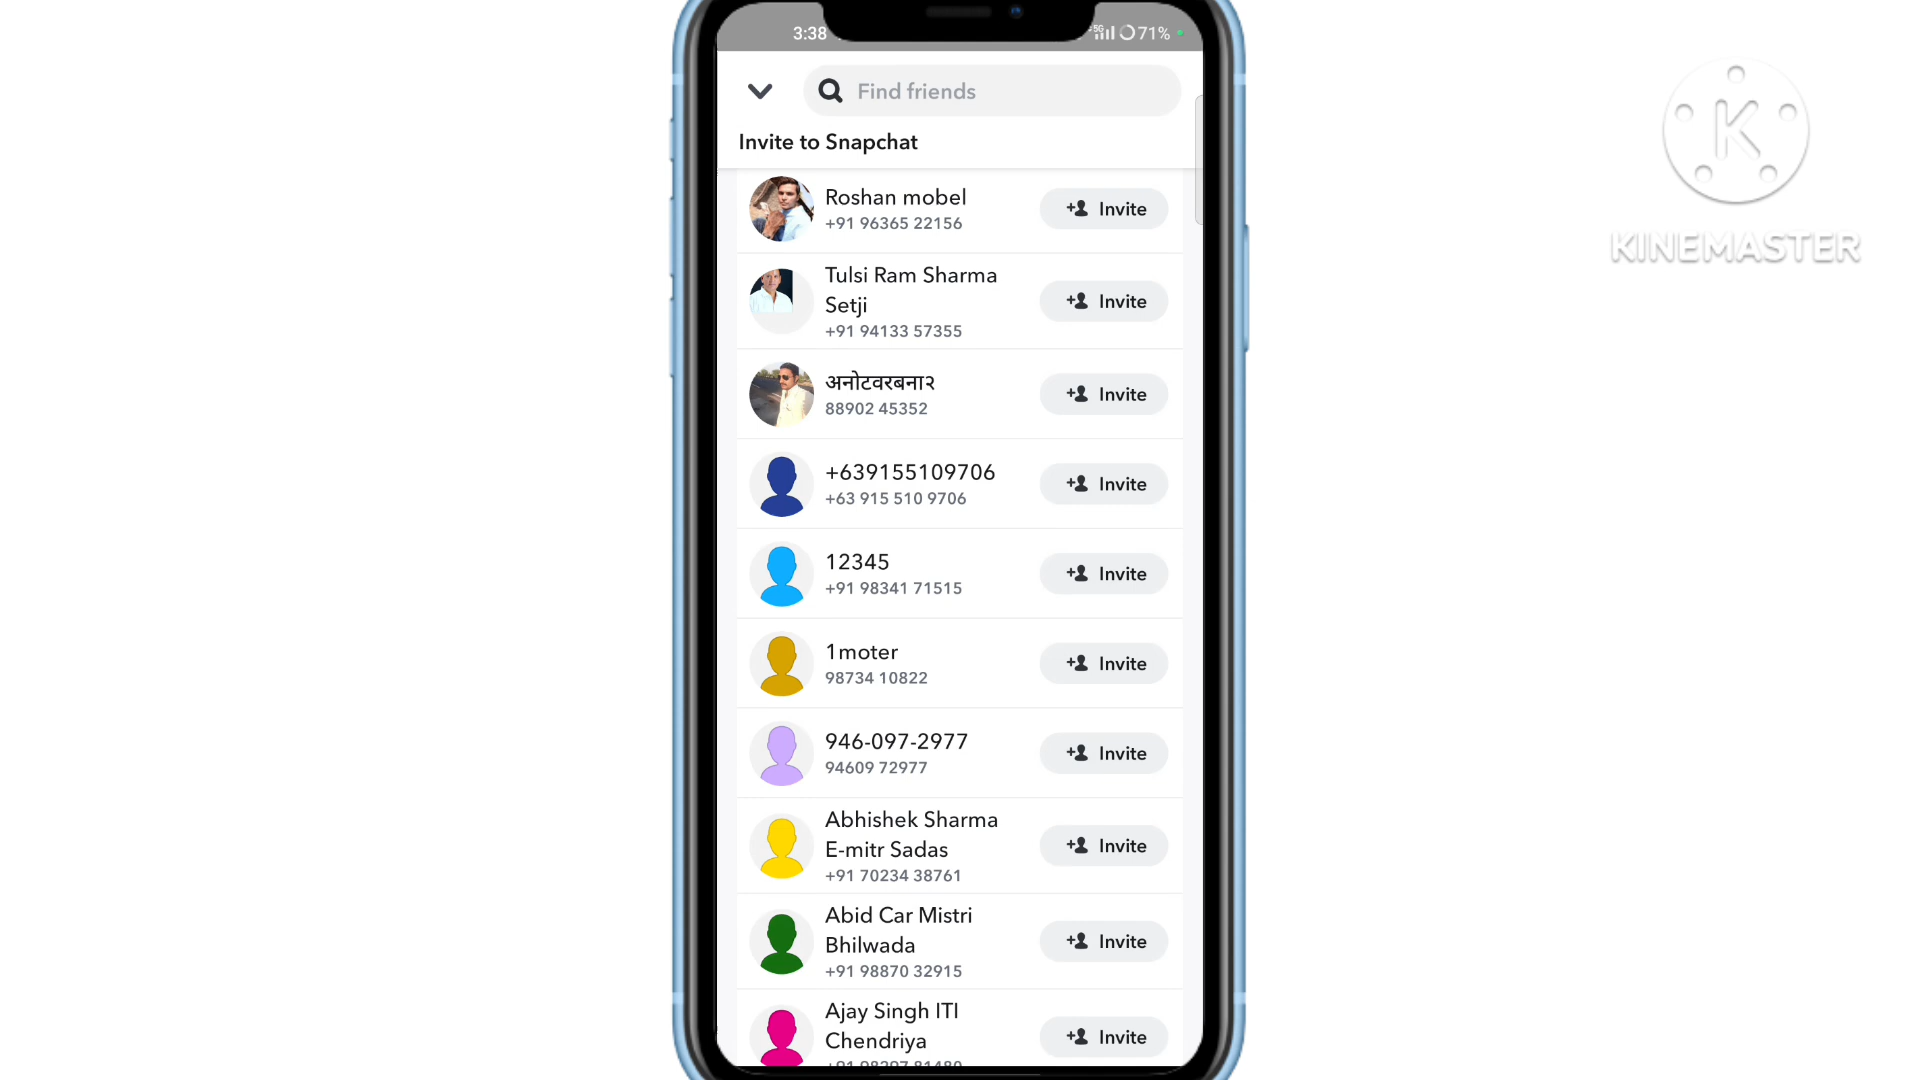 3:38
5G
71%
Find friends
Invite to Snapchat
Roshan mobel
+91 96365 22156
Invite
Tulsi Ram Sharma
Setji
+91 94133 57355
Invite
अनोटवरबना२
88902 45352
Invite
+639155109706
+63 915 510 9706
Invite
12345
+91 98341 71515
Invite
1moter
98734 10822
Invite
946-097-2977
94609 72977
Invite
Abhishek Sharma
E-mitr Sadas
+91 70234 38761
Invite
Abid Car Mistri
Bhilwada
+91 98870 32915
Invite
Ajay Singh ITI
Chendriya
Invite
K
KINEMASTER